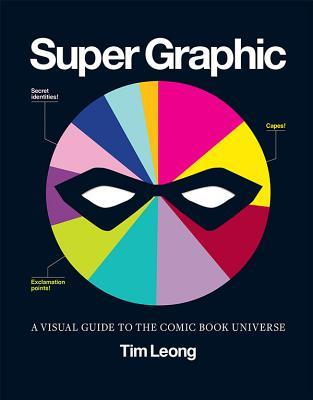 Super Graphic
Secret
identities!
Capes!
Exclamation
points!
A VISUAL GUIDE TO THE COMIC BOOK UNIVERSE
Tim Leong